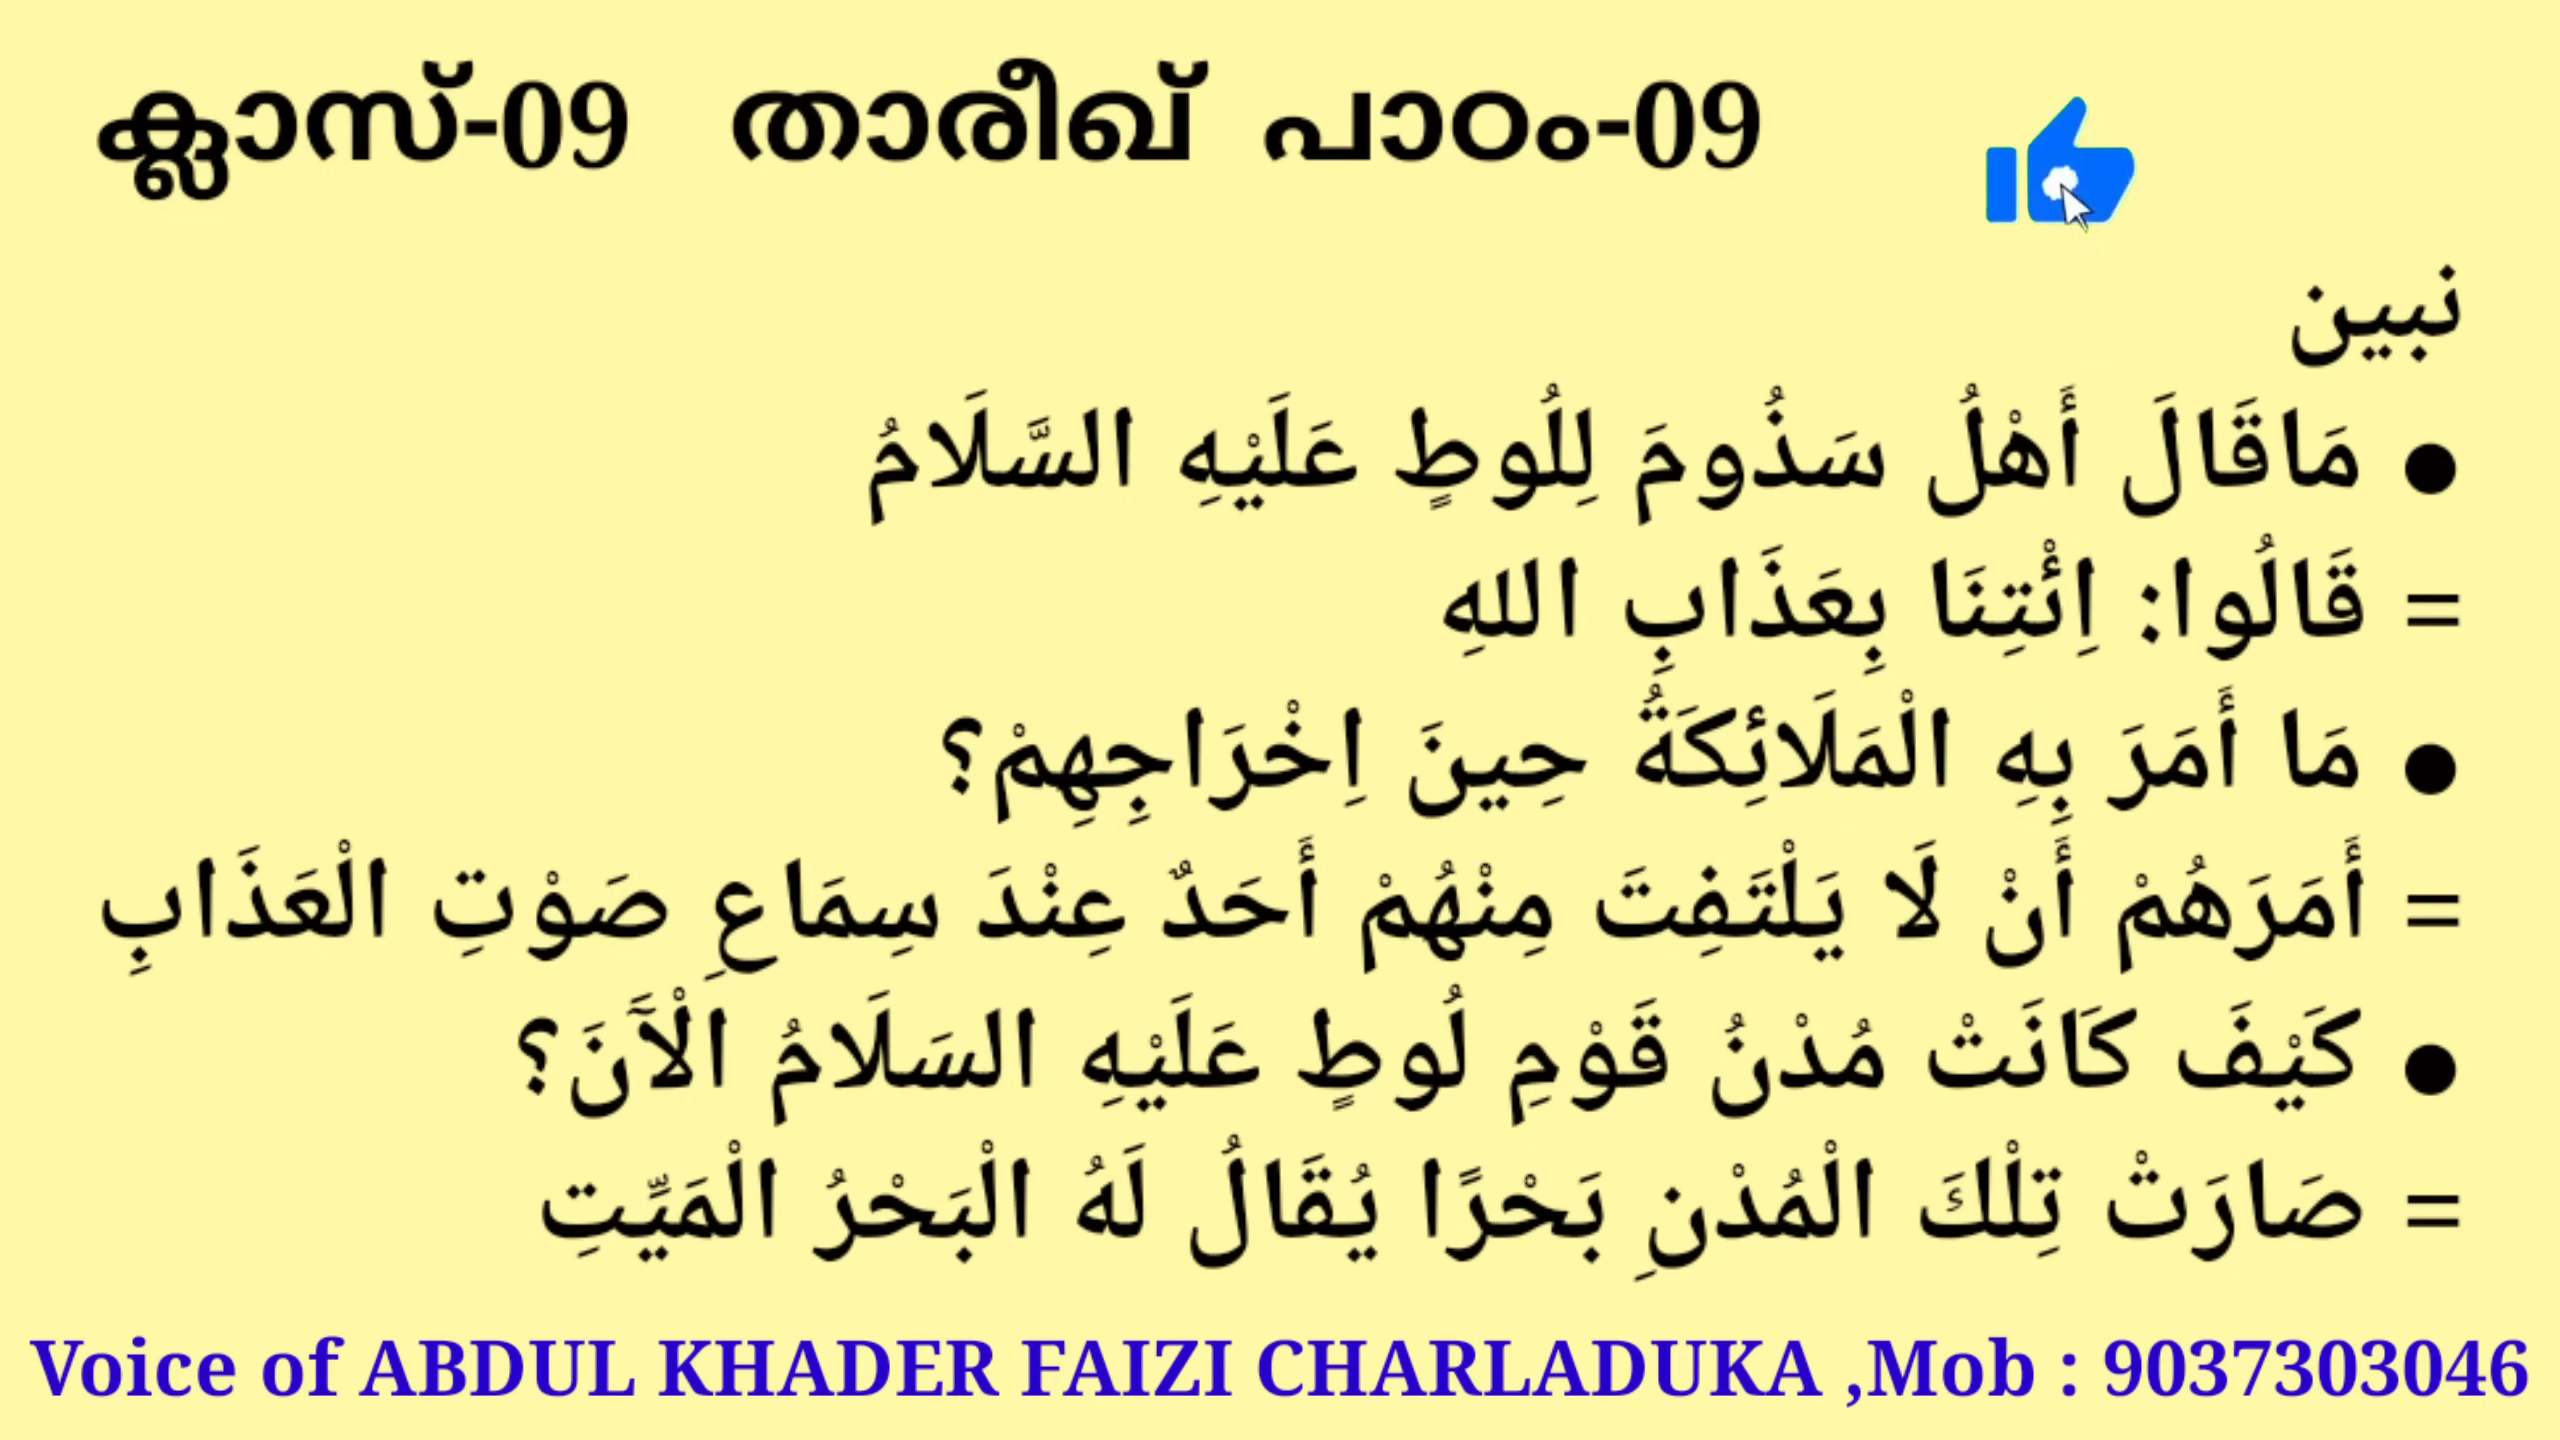 ക്ലാസ്-09 താരീഖ് പാഠം-09
نبين
● مَاقَالَ أَهْلُ سَذُومَ لِلُوطٍ عَلَيْهِ السَّلَامُ
= قَالُوا: اِئْتِنَا بِعَذَابِ اللهِ
● مَا أَمَرَ بِهِ الْمَلَائِكَةُ حِينَ اِخْرَاجِهِمْ؟
= أَمَرَهُمْ أَنْ لَا يَلْتَفِتَ مِنْهُمْ أَحَدٌ عِنْدَ سِمَاعِ صَوْتِ الْعَذَابِ
● كَيْفَ كَانَتْ مُدْنُ قَوْمِ لُوطٍ عَلَيْهِ السَلَامُ الْآَنَ؟
= صَارَتْ تِلْكَ الْمُدْنِ بَحْرًا يُقَالُ لَهُ الْبَحْرُ الْمَيِّتِ
Voice of ABDUL KHADER FAIZI CHARLADUKA ,Mob : 9037303046